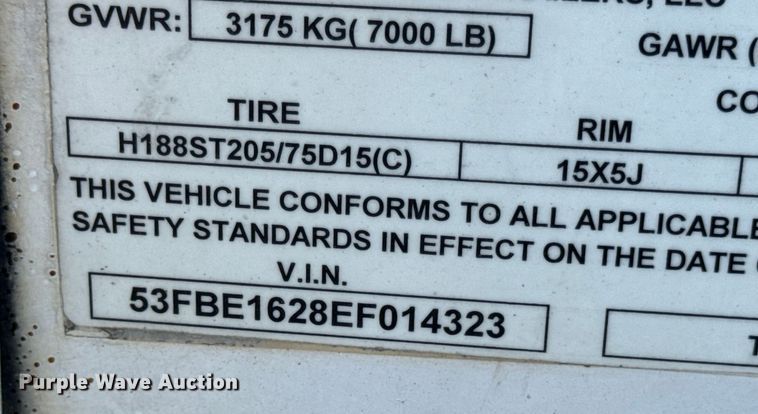 LLC
GVWR: 3175 KG( 7000 LB)
GAWR (
TIRE
RIM
H188ST205/75D15(C)
15X5J
THIS VEHICLE CONFORMS TO ALL APPLICABLE
SAFETY STANDARDS IN EFFECT ON THE DATE
V.I.N.
53FBE1628EF014323
Purple Wave Auction